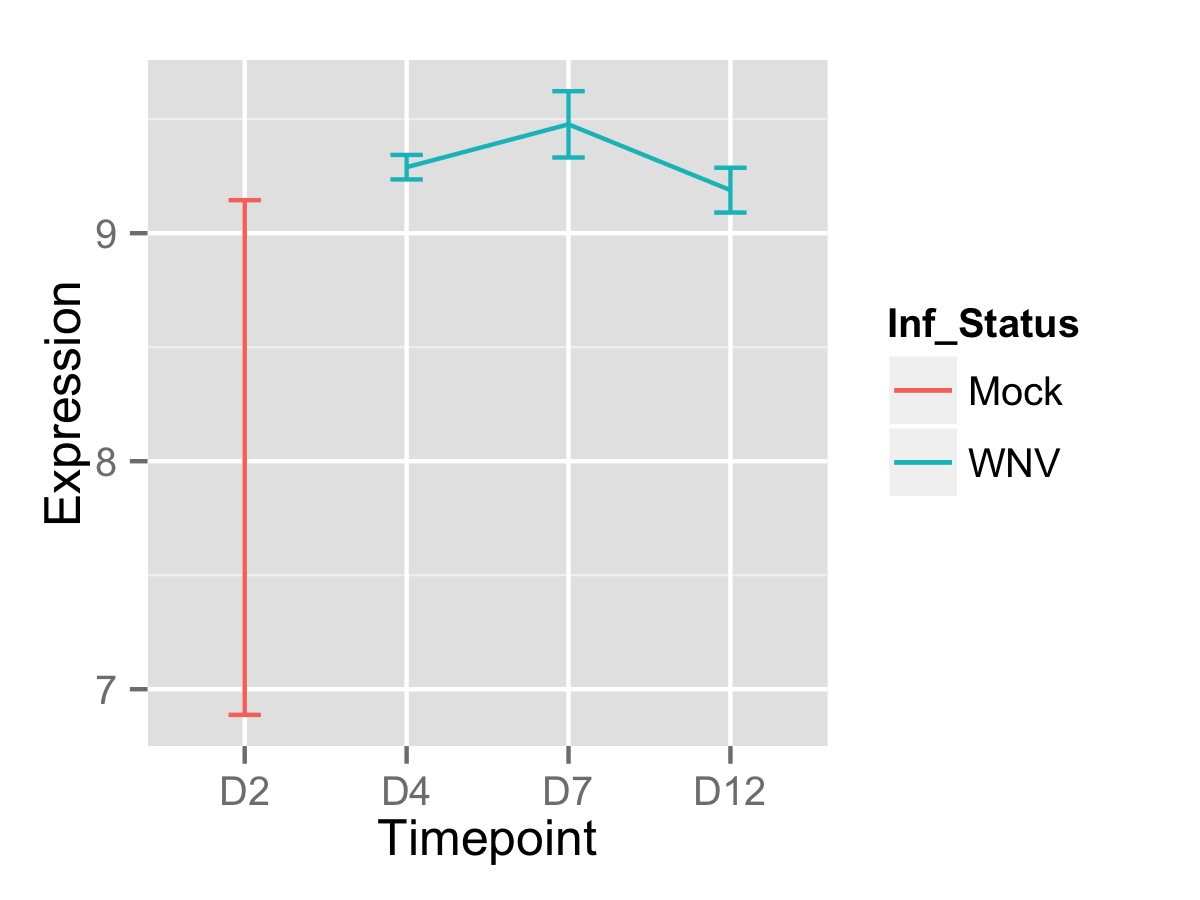 Expression
9
8
7
D2 D4 D7 D12
Timepoint
Inf_Status
Mock
WNV